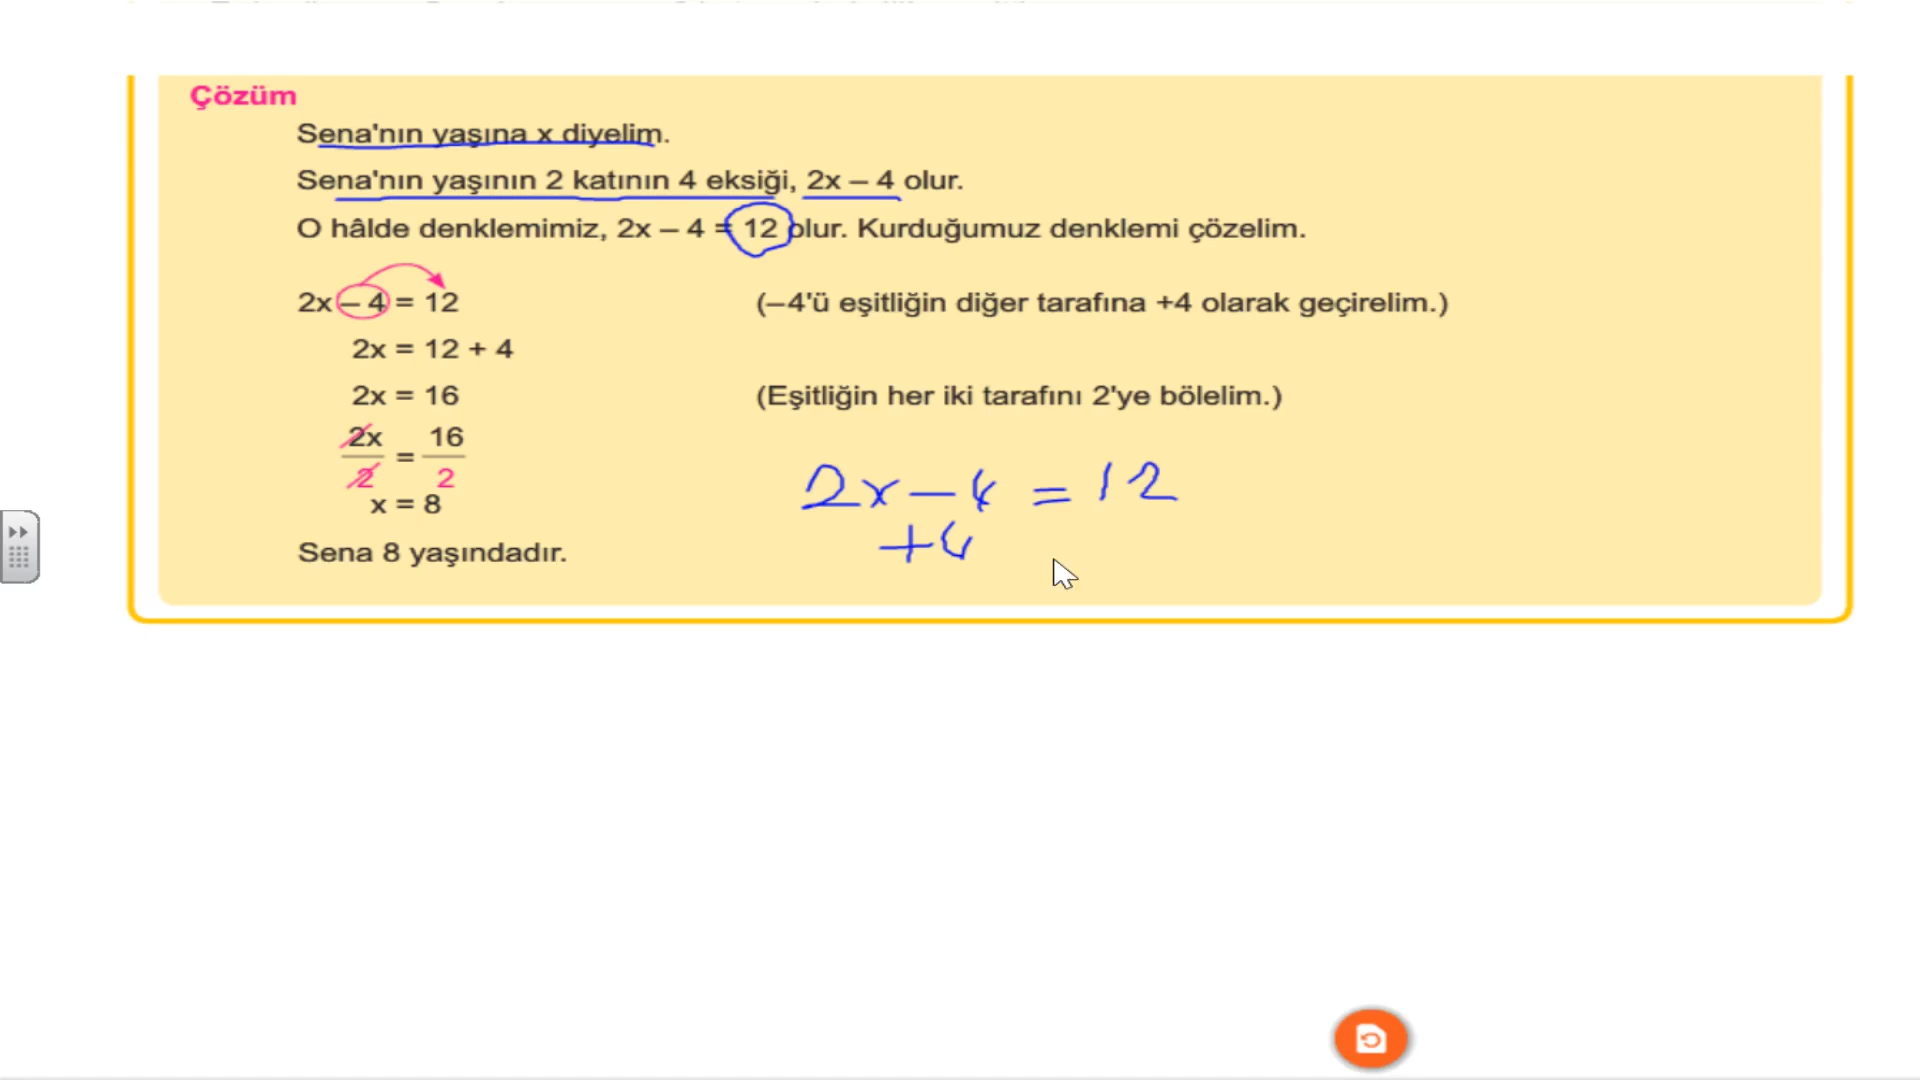 Çözüm
Sena'nın yaşına x diyelim.
Sena'nın yaşının 2 katının 4 eksiği, 2x – 4 olur.
O hâlde denklemimiz, 2x – 4 = 12 olur. Kurduğumuz denklemi çözelim.
2x – 4 = 12 (–4'ü eşitliğin diğer tarafına +4 olarak geçirelim.)
2x = 12 + 4
2x = 16 (Eşitliğin her iki tarafını 2'ye bölelim.)
2x/2 = 16/2
x = 8
Sena 8 yaşındadır.
2x – 4 = 12
+4